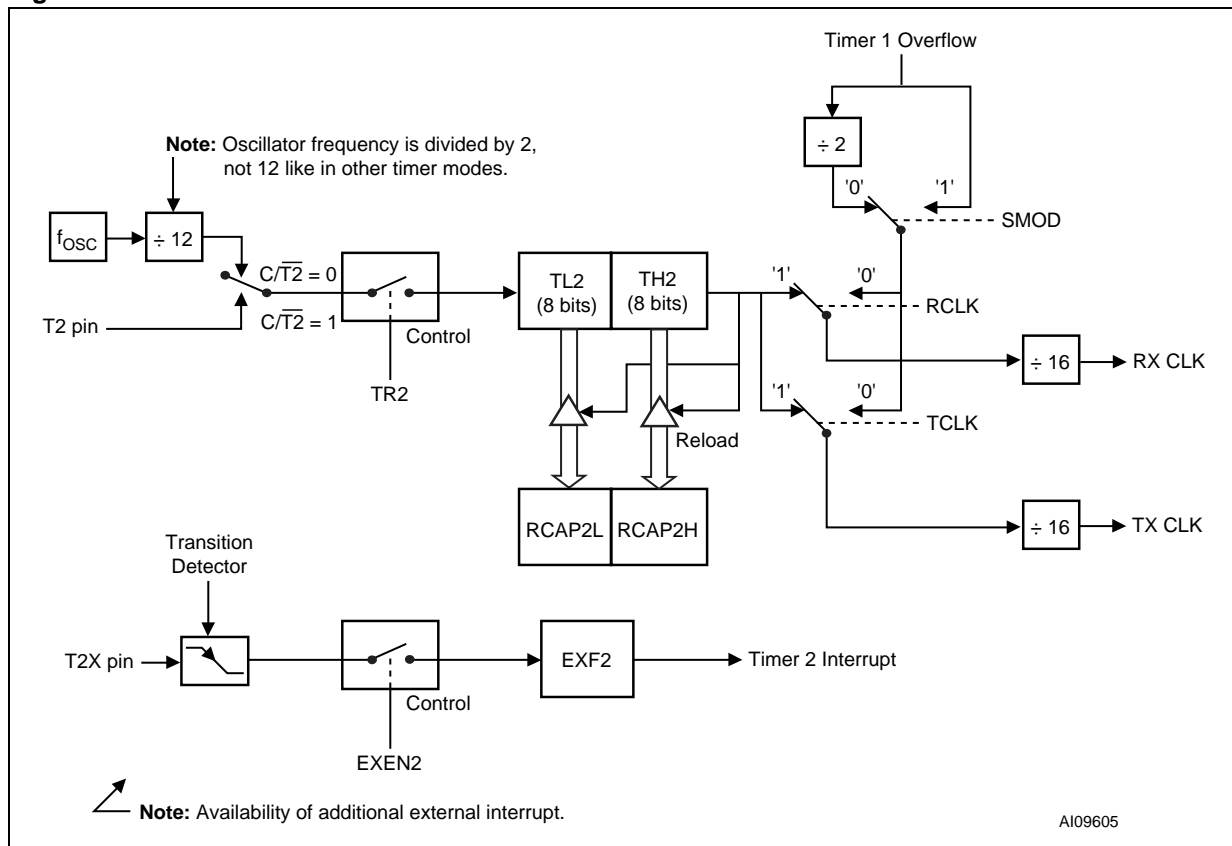 Timer 1 Overflow
÷ 2
Note: Oscillator frequency is divided by 2,
not 12 like in other timer modes.
'0'
'1'
SMOD
fOSC
÷ 12
C/T2 = 0
TL2
(8 bits)
TH2
(8 bits)
'1'
'0'
RCLK
T2 pin
C/T2 = 1
Control
÷ 16
RX CLK
TR2
'1'
'0'
TCLK
Reload
RCAP2L
RCAP2H
÷ 16
TX CLK
Transition
Detector
T2X pin
EXF2
Timer 2 Interrupt
Control
EXEN2
Note: Availability of additional external interrupt.
AI09605